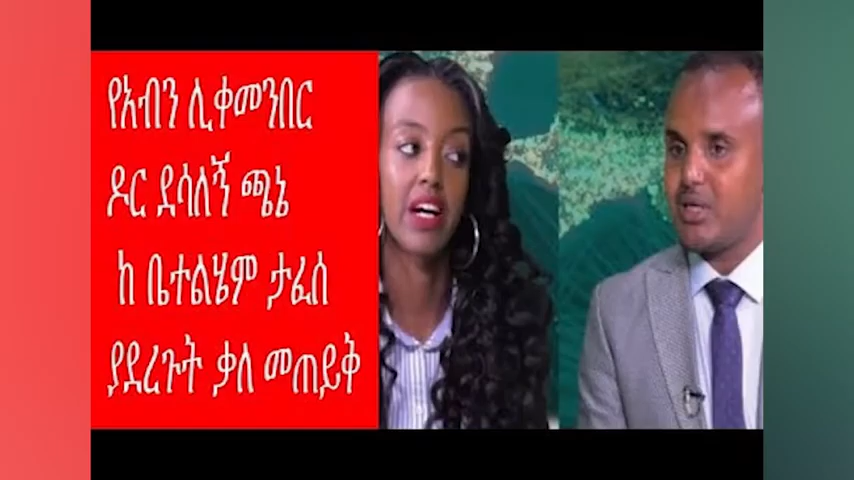 የአብን ሊቀመንበር
ዶር ደሳለኝ ጫኔ
ከ ቤተልሄም ታፈሰ
ያደረጉት ቃለ መጠይቅ